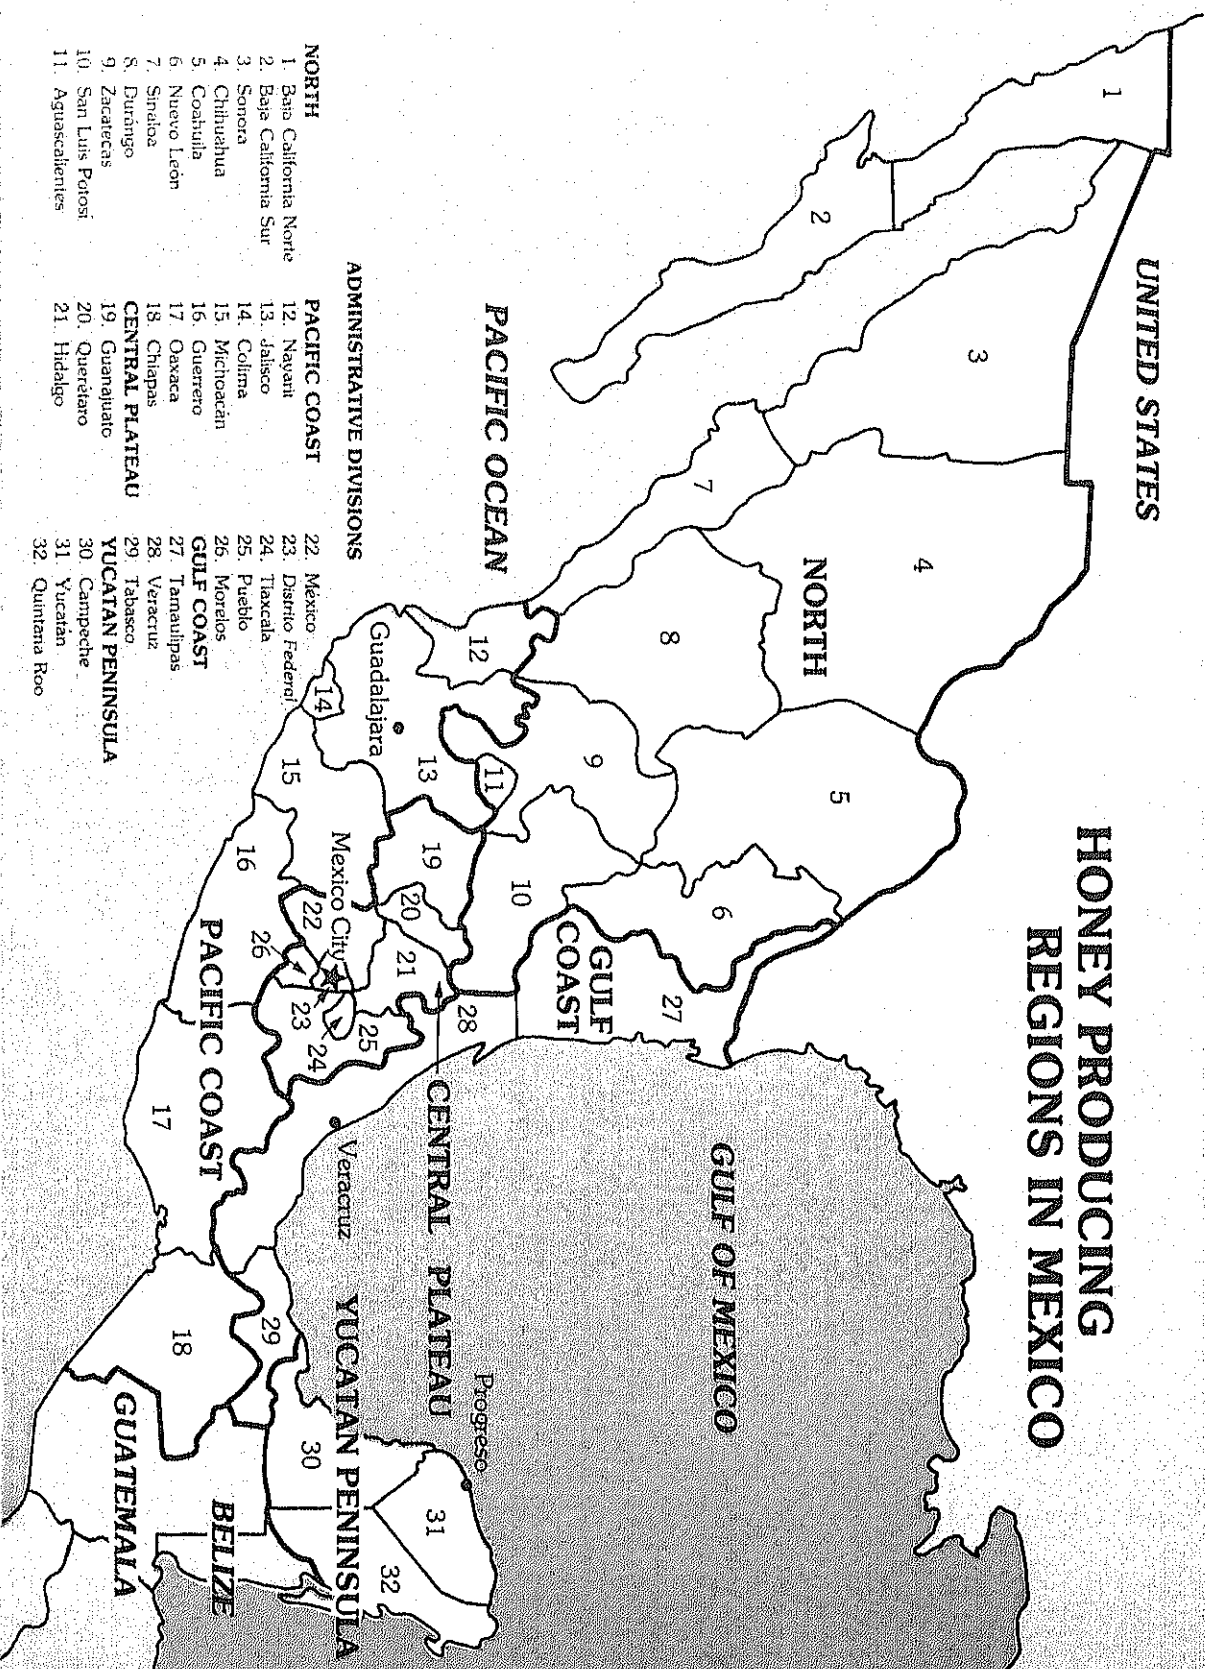 HONEY PRODUCING
REGIONS IN MEXICO
UNITED STATES
1
2
3
4
NORTH
5
6
7
8
9
10
11
12
13
14
15
16
17
18
19
20
21
22
23
24
25
26
27
28
29
30
31
32
GULF
COAST
GULF OF MEXICO
PACIFIC OCEAN
Guadalajara
Mexico City
Veracruz
Progreso
CENTRAL PLATEAU
PACIFIC COAST
YUCATAN PENINSULA
BELIZE
GUATEMALA
ADMINISTRATIVE DIVISIONS
NORTH
1. Baja California Norte
2. Baja California Sur
3. Sonora
4. Chihuahua
5. Coahuila
6. Nuevo León
7. Sinaloa
8. Durángo
9. Zacatecas
10. San Luis Potosí
11. Aguascalientes
PACIFIC COAST
12. Nayarit
13. Jalisco
14. Colima
15. Michoacán
16. Guerrero
17. Oaxaca
18. Chiapas
CENTRAL PLATEAU
19. Guanajuato
20. Querétaro
21. Hidalgo
22. México
23. Distrito Federal
24. Tlaxcala
25. Pueblo
26. Morelos
GULF COAST
27. Tamaulipas
28. Veracruz
29. Tabasco
YUCATAN PENINSULA
30. Campeche
31. Yucatán
32. Quintana Roo